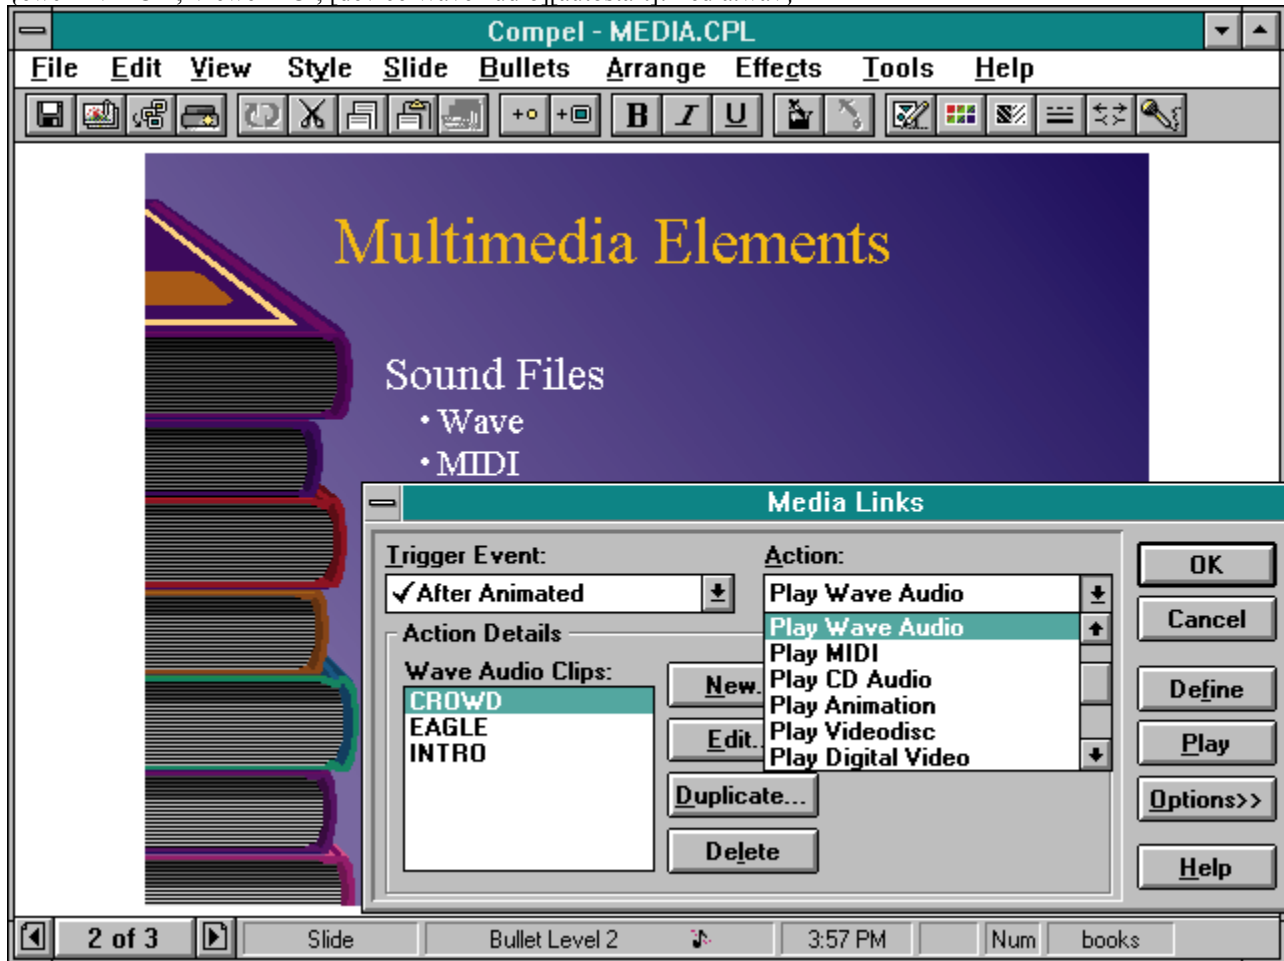 Compel - MEDIA.CPL
File Edit View Style Slide Bullets Arrange Effects Tools Help
B I U
Multimedia Elements
Sound Files
• Wave
• MIDI
Media Links
Trigger Event:
✓After Animated
Action:
Play Wave Audio
Play Wave Audio
Play MIDI
Play CD Audio
Play Animation
Play Videodisc
Play Digital Video
Action Details
Wave Audio Clips:
CROWD
EAGLE
INTRO
New.
Edit..
Duplicate...
Delete
OK
Cancel
Define
Play
Options>>
Help
2 of 3 Slide Bullet Level 2 3:57 PM Num books